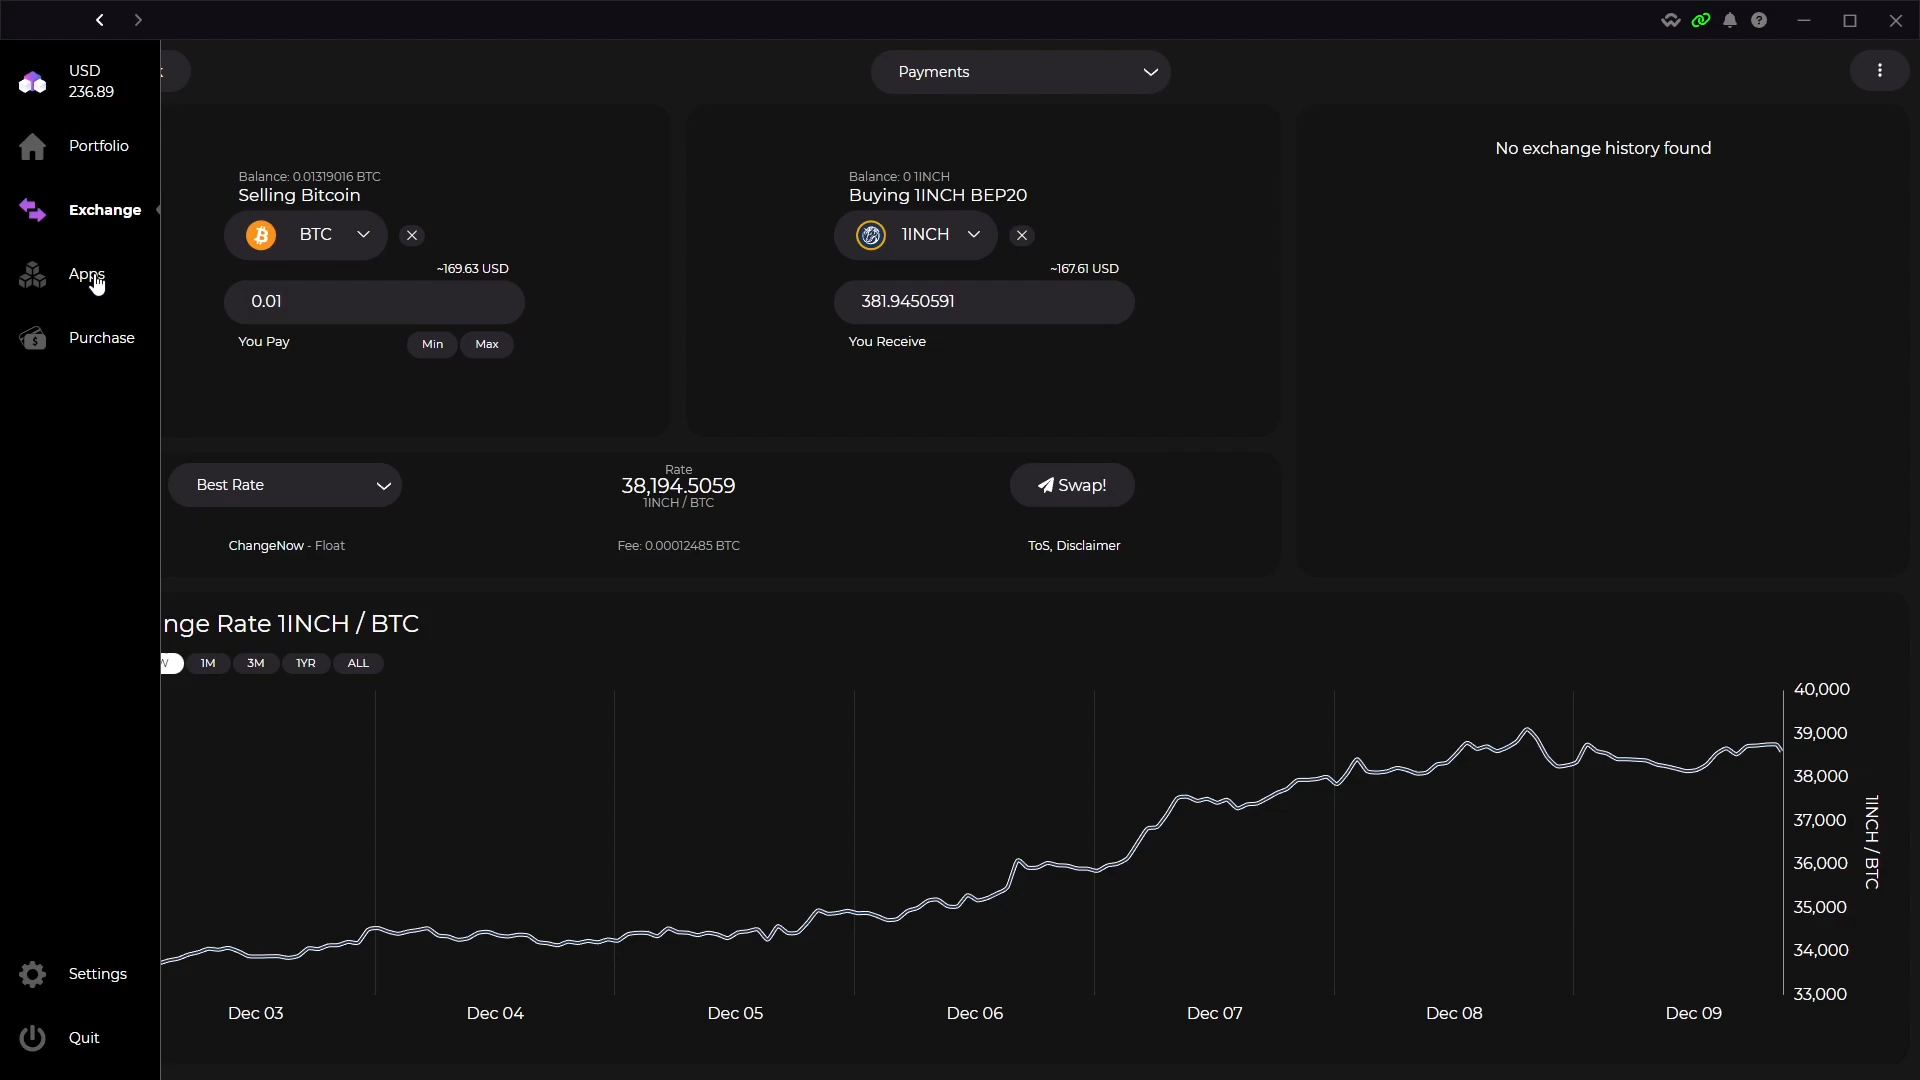 USD
236.89
Portfolio
Exchange
Apps
Purchase
Settings
Quit
Payments
Balance: 0.01319016 BTC
Selling Bitcoin
BTC
~169.63 USD
0.01
You Pay
Min
Max
Balance: 0 1INCH
Buying 1INCH BEP20
1INCH
~167.61 USD
381.9450591
You Receive
No exchange history found
Best Rate
ChangeNow - Float
Rate
38,194.5059
1INCH / BTC
Fee: 0.00012485 BTC
Swap!
ToS, Disclaimer
nge Rate 1INCH / BTC
1M
3M
1YR
ALL
40,000
39,000
38,000
37,000
36,000
35,000
34,000
33,000
1INCH / BTC
Dec 03
Dec 04
Dec 05
Dec 06
Dec 07
Dec 08
Dec 09